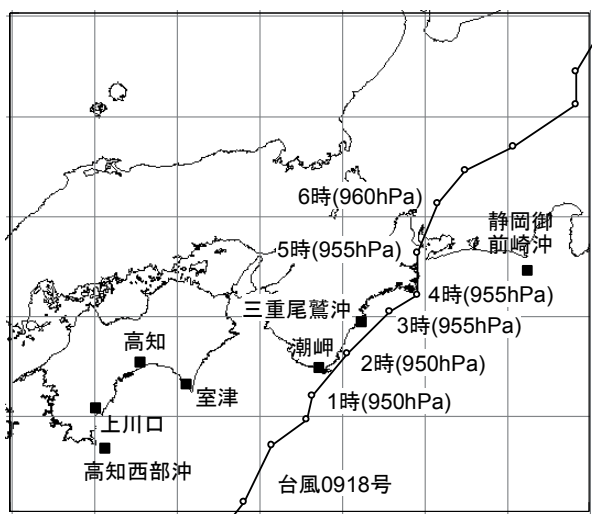 6時(960hPa)
静岡御
前崎沖
5時(955hPa)
4時(955hPa)
三重尾鷲沖
3時(955hPa)
高知
潮岬
2時(950hPa)
室津
1時(950hPa)
上川口
高知西部沖
台風0918号